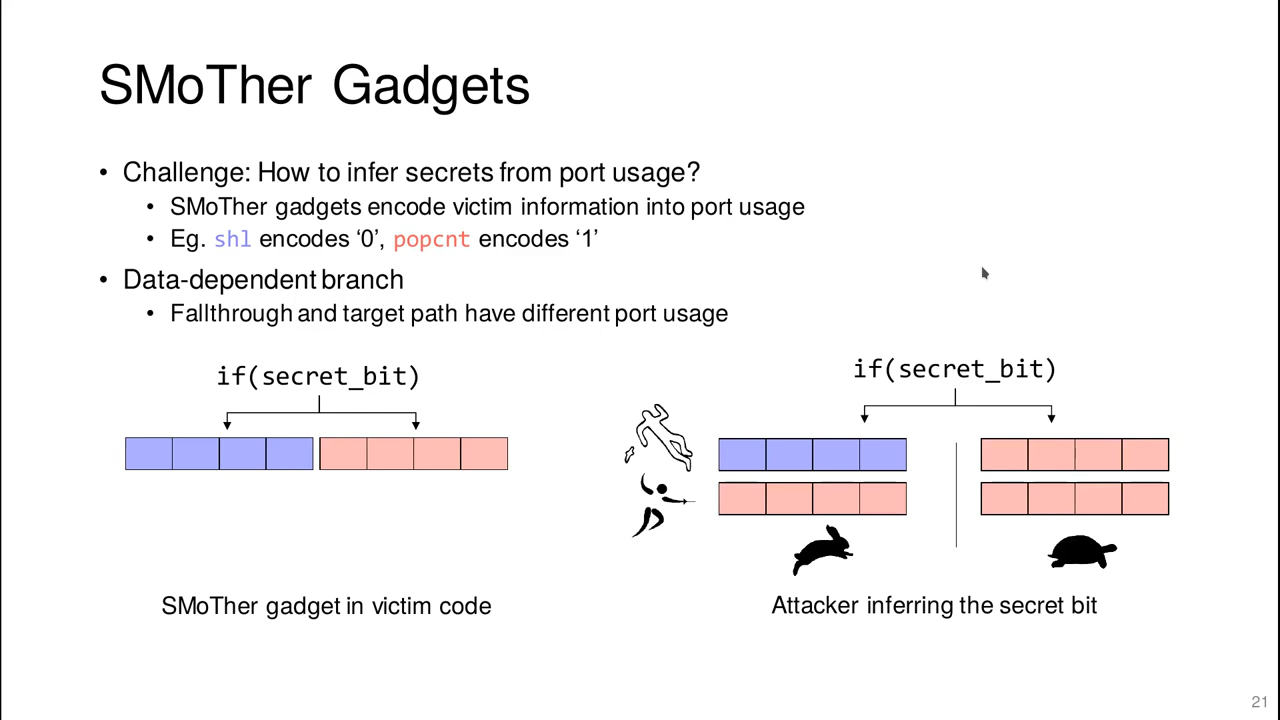 SMoTher Gadgets
• Challenge: How to infer secrets from port usage?
• SMoTher gadgets encode victim information into port usage
• Eg. shl encodes ‘0’, popcnt encodes ‘1’
• Data-dependent branch
• Fallthrough and target path have different port usage
if(secret_bit)
if(secret_bit)
SMoTher gadget in victim code
Attacker inferring the secret bit
21